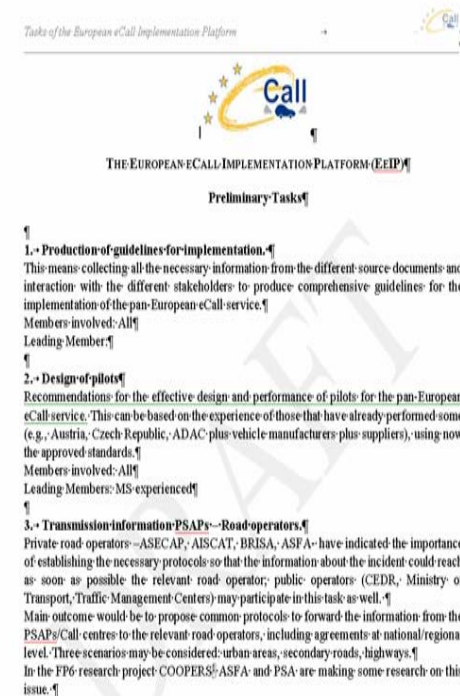 Tasks of the European eCall Implementation Platform
Call
Call
THE EUROPEAN ECALL IMPLEMENTATION PLATFORM (EEIP)
Preliminary Tasks
1. Production of guidelines for implementation.
This means collecting all the necessary information from the different source documents and
interaction with the different stakeholders to produce comprehensive guidelines for the
implementation of the pan-European eCall service.
Members involved: All
Leading Member:
2. Design of pilots
Recommendations for the effective design and performance of pilots for the pan-European
eCall service. This can be based on the experience of those that have already performed some
(e.g., Austria, Czech Republic, ADAC plus vehicle manufacturers plus suppliers), using now
the approved standards.
Members involved: All
Leading Members: MS experienced
3. Transmission information PSAPs – Road operators.
Private road operators –ASECAP, AISCAT, BRISA, ASFA- have indicated the importance
of establishing the necessary protocols so that the information about the incident could reach
as soon as possible the relevant road operator; public operators (CEDR, Ministry o
Transport, Traffic Management Centers) may participate in this task as well.
Main outcome would be to propose common protocols to forward the information from the
PSAPs/Call centres to the relevant road operators, including agreements at national/regional
level. Three scenarios may be considered: urban areas, secondary roads, highways.
In the FP6 research project COOPERS ASFA and PSA are making some research on this
issue.
DRAFT